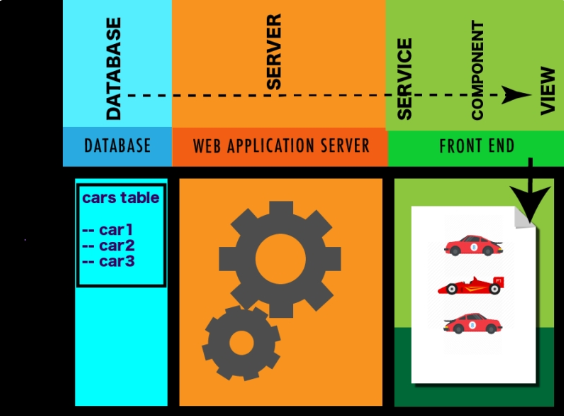 DATABASE
SERVER
SERVICE
COMPONENT
VIEW
DATABASE
WEB APPLICATION SERVER
FRONT END
cars table
-- car1
-- car2
-- car3